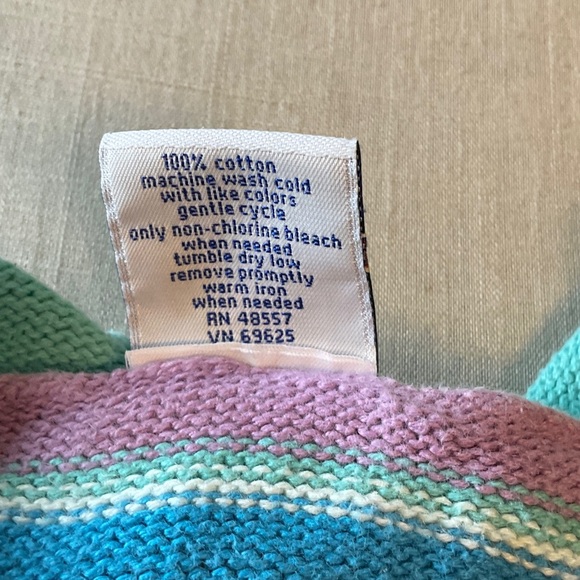 100% cotton
machine wash cold
with like colors
gentle cycle
only non-chlorine bleach
when needed
tumble dry low
remove promptly
warm iron
when needed
RN 48557
VN 69625